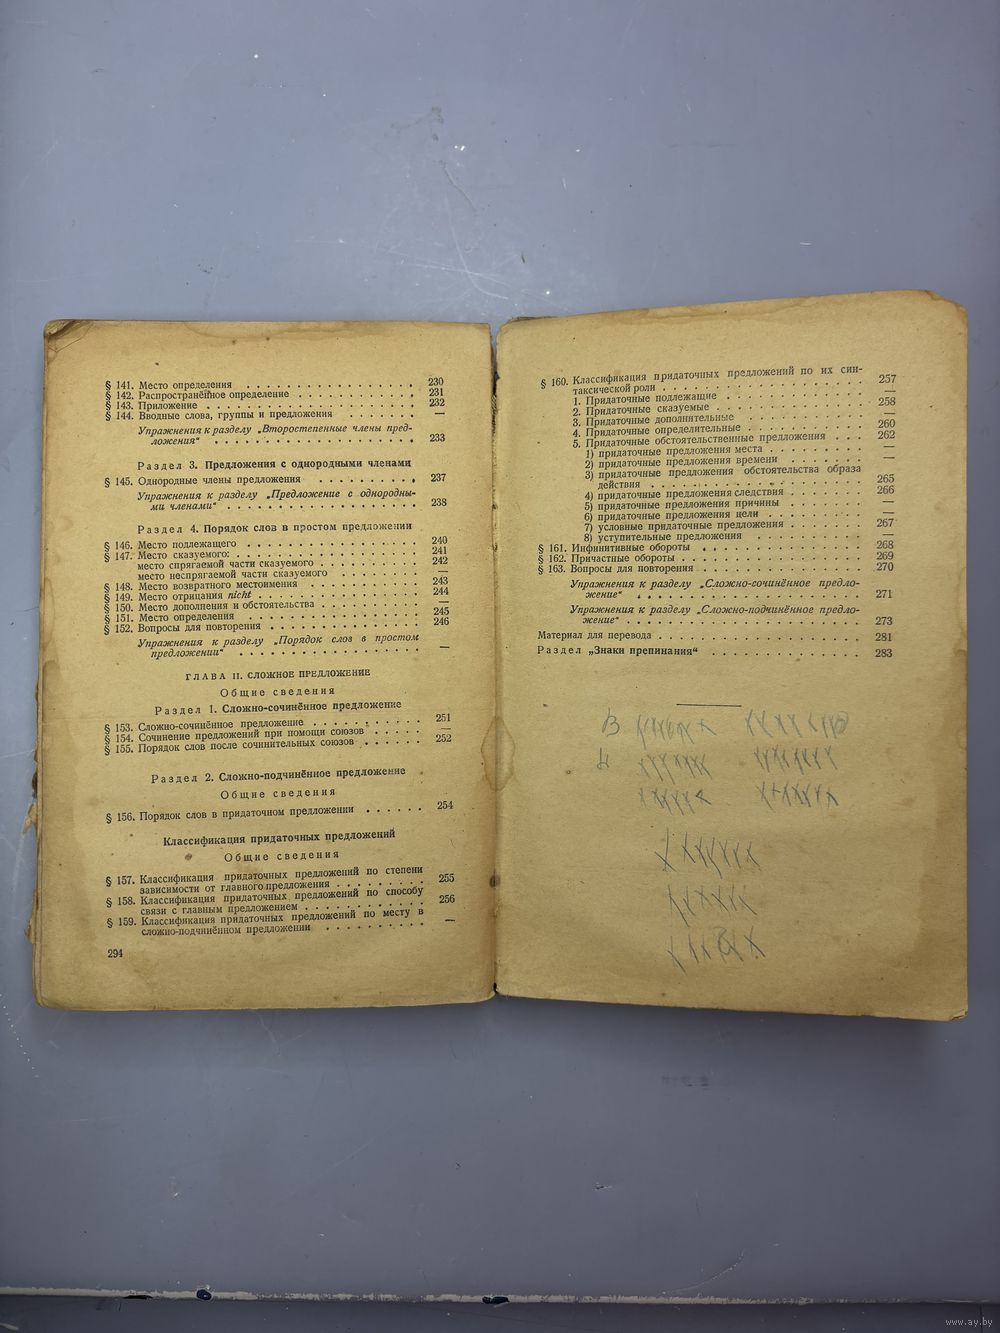 § 141. Место определения . . . . . . . . . . . . . . . . . 230
§ 142. Распространённое определение . . . . . . . . . . . . 231
§ 143. Приложение . . . . . . . . . . . . . . . . . . . . . 232
§ 144. Вводные слова, группы и предложения . . . . . . . —
Упражнения к разделу „Второстепенные члены пред-
ложения“ . . . . . . . . . . . . . . . . . . . . 233
Раздел 3. Предложения с однородными членами
§ 145. Однородные члены предложения . . . . . . . . . . 237
Упражнения к разделу „Предложение с однородны-
ми членами“ . . . . . . . . . . . . . . . . . . . 238
Раздел 4. Порядок слов в простом предложении
§ 146. Место подлежащего . . . . . . . . . . . . . . . . . 240
§ 147. Место сказуемого: . . . . . . . . . . . . . . . . . . 241
место спрягаемой части сказуемого . . . . . . . . . . 242
место неспрягаемой части сказуемого . . . . . . . . —
§ 148. Место возвратного местоимения . . . . . . . . . . . 243
§ 149. Место отрицания nicht . . . . . . . . . . . . . . . . 244
§ 150. Место дополнения и обстоятельства . . . . . . . . . .
§ 151. Место определения . . . . . . . . . . . . . . . . . 245
§ 152. Вопросы для повторения . . . . . . . . . . . . . . . 246
Упражнения к разделу „Порядок слов в простом
предложении“ . . . . . . . . . . . . . . . . . . —
ГЛАВА II. СЛОЖНОЕ ПРЕДЛОЖЕНИЕ
Общие сведения
Раздел 1. Сложно-сочинённое предложение
§ 153. Сложно-сочинённое предложение . . . . . . . . . . . 251
§ 154. Сочинение предложений при помощи союзов . . . . .
§ 155. Порядок слов после сочинительных союзов . . . . . . 252
Раздел 2. Сложно-подчинённое предложение
Общие сведения
§ 156. Порядок слов в придаточном предложении . . . . . . 254
Классификация придаточных предложений
Общие сведения
§ 157. Классификация придаточных предложений по степени
зависимости от главного предложения . . . . . . . . . 255
§ 158. Классификация придаточных предложений по способу
связи с главным предложением . . . . . . . . . . . . 256
§ 159. Классификация придаточных предложений по месту в
сложно-подчинённом предложении . . . . . . . . . . —
294
§ 160. Классификация придаточных предложений по их син-
таксической роли . . . . . . . . . . . . . . . . . . 257
1. Придаточные подлежащие . . . . . . . . . . . . . . —
2. Придаточные сказуемые . . . . . . . . . . . . . . . 258
3. Придаточные дополнительные . . . . . . . . . . . . —
4. Придаточные определительные . . . . . . . . . . . . 260
5. Придаточные обстоятельственные предложения . . . 262
1) придаточные предложения места . . . . . . . . . —
2) придаточные предложения времени . . . . . . . —
3) придаточные предложения обстоятельства образа
действия . . . . . . . . . . . . . . . . . . 265
4) придаточные предложения следствия . . . . . . . 266
5) придаточные предложения причины . . . . . . . . —
6) придаточные предложения цели . . . . . . . . . —
7) условные придаточные предложения . . . . . . . 267
8) уступительные предложения . . . . . . . . . . —
§ 161. Инфинитивные обороты . . . . . . . . . . . . . . . 268
§ 162. Причастные обороты . . . . . . . . . . . . . . . . . 269
§ 163. Вопросы для повторения . . . . . . . . . . . . . . . 270
Упражнения к разделу „Сложно-сочинённое предло-
жение“ . . . . . . . . . . . . . . . . . . . . 271
Упражнения к разделу „Сложно-подчинённое предло-
жение“ . . . . . . . . . . . . . . . . . . . . . 273
Материал для перевода . . . . . . . . . . . . . . . . . . 281
Раздел „Знаки препинания“ . . . . . . . . . . . . . 283
www.ay.by